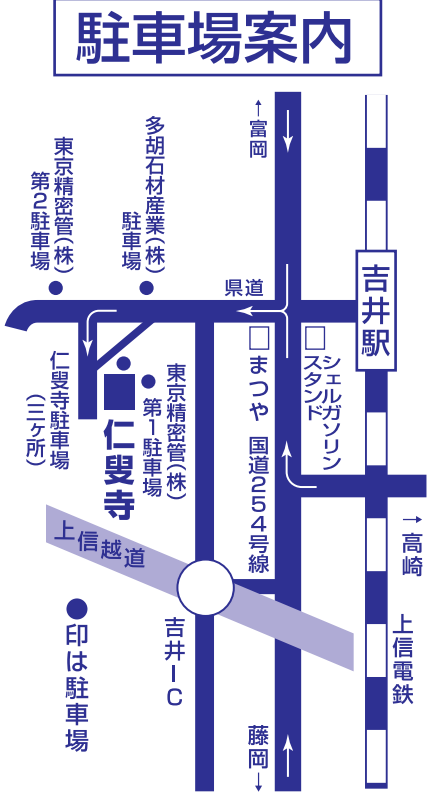 駐車場案内
←富岡
多胡石材産業(株)
駐車場
東京精密管(株)
第2駐車場
県道
吉井駅
シェルガソリン
スタンド
まつや
国道254号線
東京精密管(株)
第1駐車場
仁叟寺
仁叟寺駐車場
(三ヶ所)
→高崎
上信越道
上信電鉄
吉井IC
●印は駐車場
藤岡→